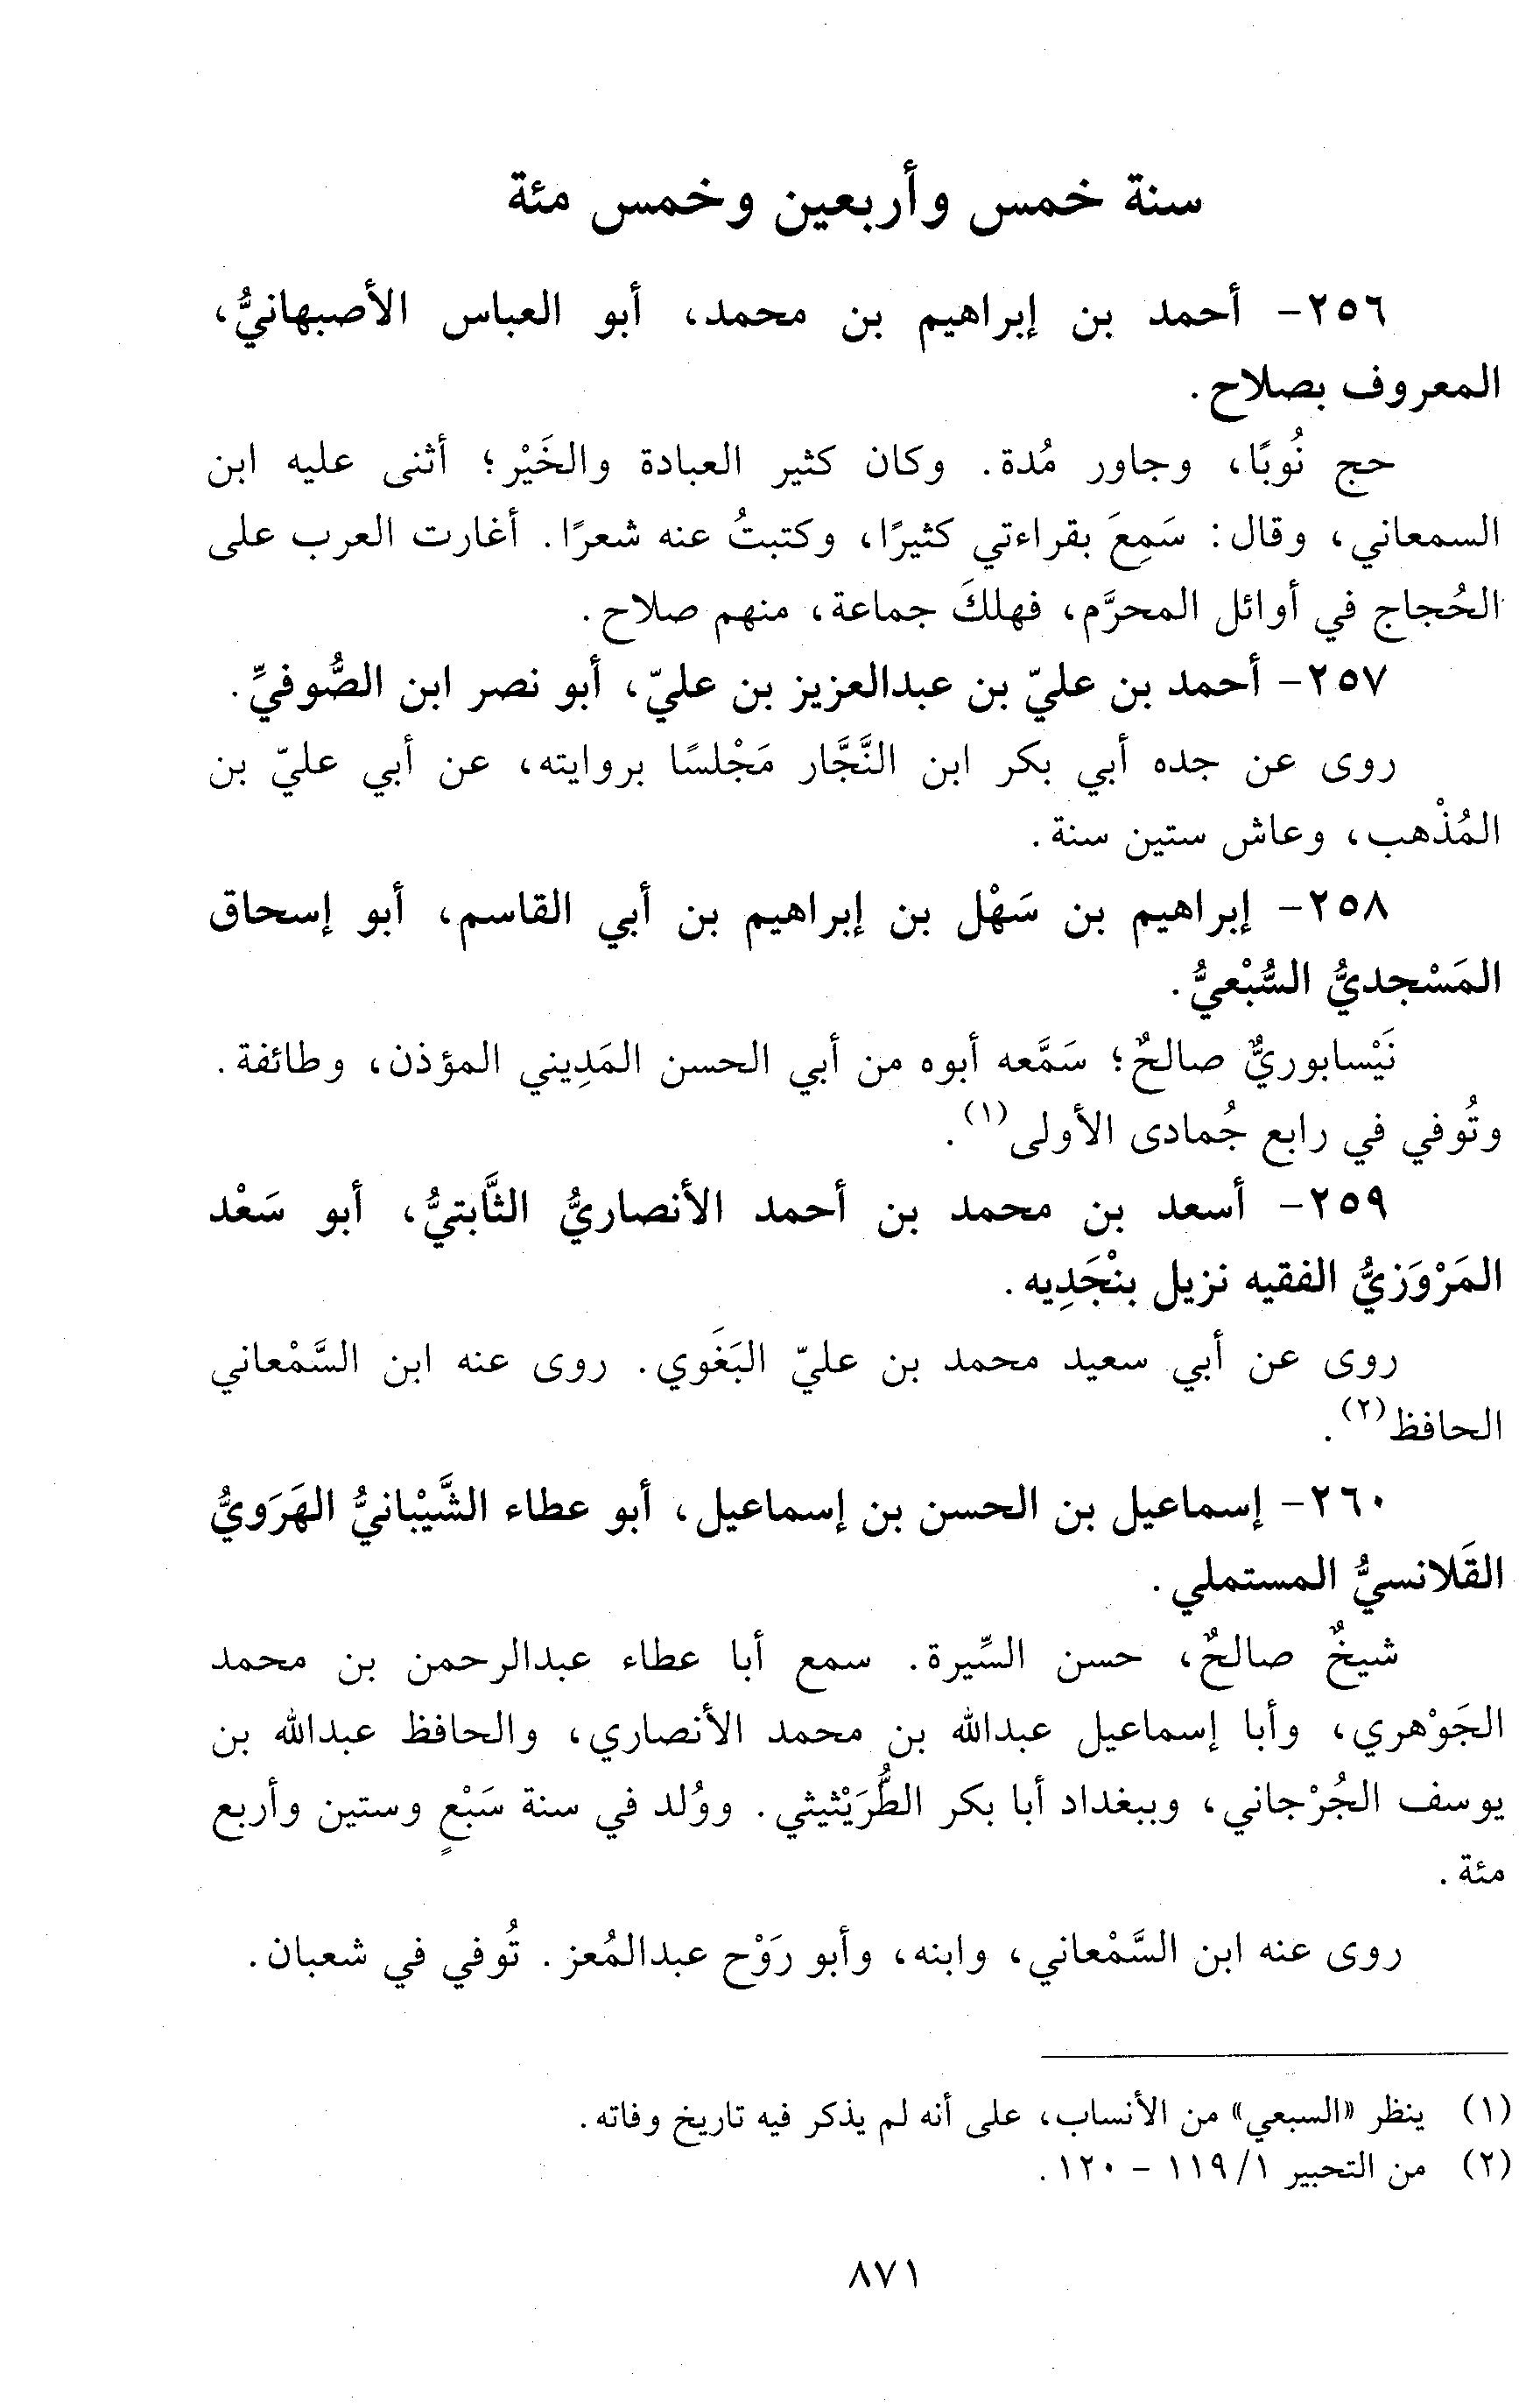 سنة خمس وأربعين وخمس مئة
٢٥٦- أحمد بن إبراهيم بن محمد، أبو العباس الأصبهانيُّ،
المعروف بصلاح.
حج نُوبًا، وجاور مُدة. وكان كثير العبادة والخَيْر؛ أثنى عليه ابن
السمعاني، وقال: سَمِعَ بقراءتي كثيرًا، وكتبتُ عنه شعرًا. أغارت العرب على
الحُجاج في أوائل المحرَّم، فهلكَ جماعة، منهم صلاح.
٢٥٧- أحمد بن عليّ بن عبدالعزيز بن عليّ، أبو نصر ابن الصُّوفيِّ.
روى عن جده أبي بكر ابن النَّجَّار مَجْلسًا بروايته، عن أبي عليّ بن
المُذْهب، وعاش ستين سنة.
٢٥٨- إبراهيم بن سَهْل بن إبراهيم بن أبي القاسم، أبو إسحاق
المَسْجديُّ السُّبْعيُّ.
نَيْسابوريٌّ صالحٌ؛ سَمَّعه أبوه من أبي الحسن المَدِيني المؤذن، وطائفة.
وتُوفي في رابع جُمادى الأولى(١).
٢٥٩- أسعد بن محمد بن أحمد الأنصاريُّ الثَّابتيُّ، أبو سَعْد
المَرْوَزيُّ الفقيه نزيل بنْجَدِيه.
روى عن أبي سعيد محمد بن عليّ البَغَوي. روى عنه ابن السَّمْعاني
الحافظ(٢).
٢٦٠- إسماعيل بن الحسن بن إسماعيل، أبو عطاء الشَّيْبانيُّ الهَرَويُّ
القَلانسيُّ المستملي.
شيخٌ صالحٌ، حسن السِّيرة. سمع أبا عطاء عبدالرحمن بن محمد
الجَوْهري، وأبا إسماعيل عبدالله بن محمد الأنصاري، والحافظ عبدالله بن
يوسف الجُرْجاني، وببغداد أبا بكر الطُّرَيْثيثي. ووُلد في سنة سَبْعٍ وستين وأربع
مئة.
روى عنه ابن السَّمْعاني، وابنه، وأبو رَوْح عبدالمُعز. تُوفي في شعبان.
(١) ينظر «السبعي» من الأنساب، على أنه لم يذكر فيه تاريخ وفاته.
(٢) من التحبير ١/ ١١٩ - ١٢٠.
٨٧١